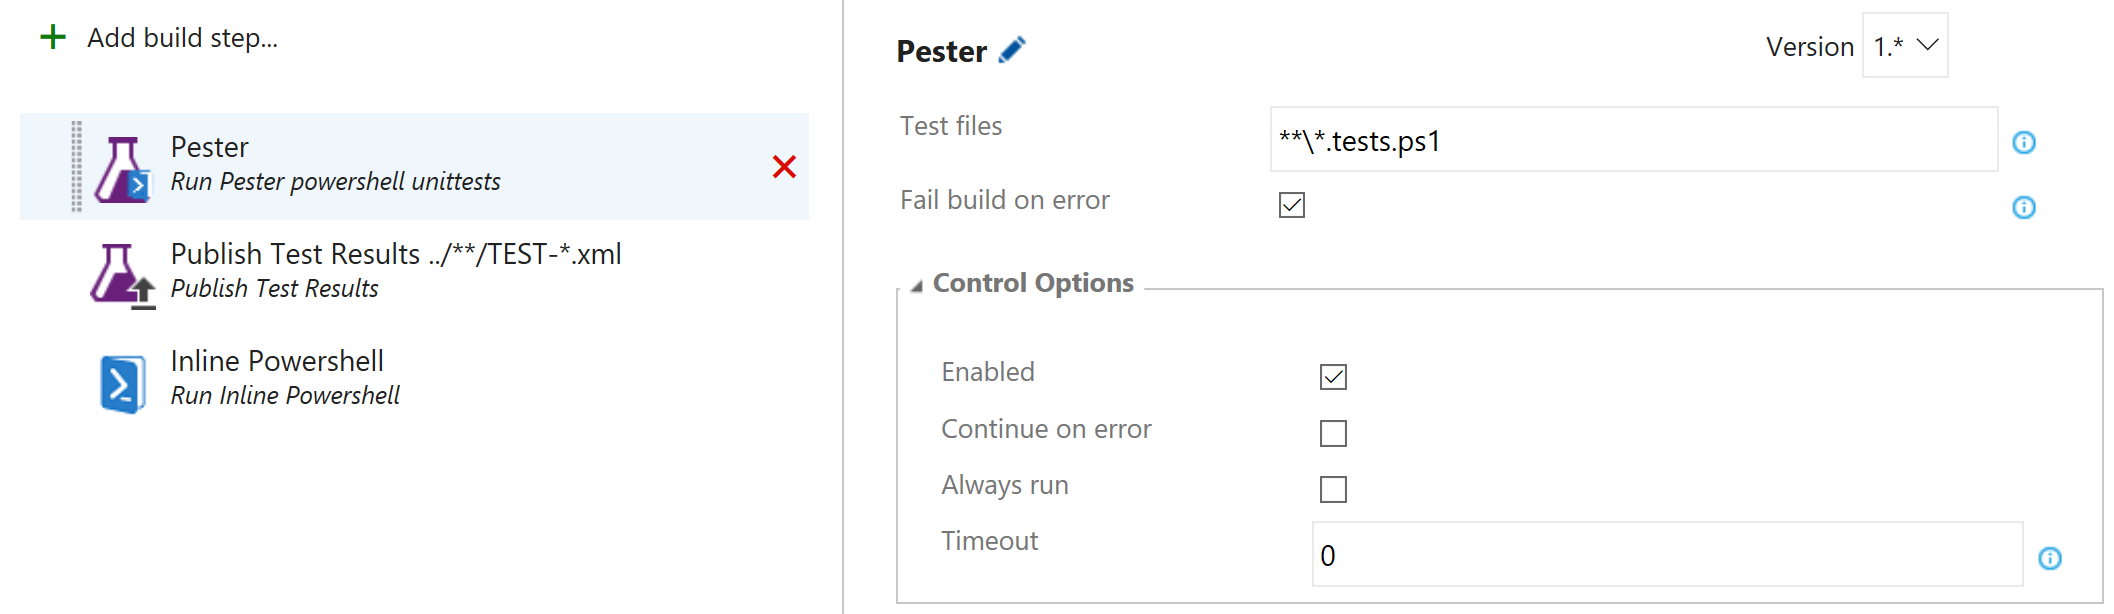 Add build step...
Pester
Run Pester powershell unittests
Publish Test Results ../**/TEST-*.xml
Publish Test Results
Inline Powershell
Run Inline Powershell
Pester
Version 1.*
Test files **\*.tests.ps1
Fail build on error
Control Options
Enabled
Continue on error
Always run
Timeout 0